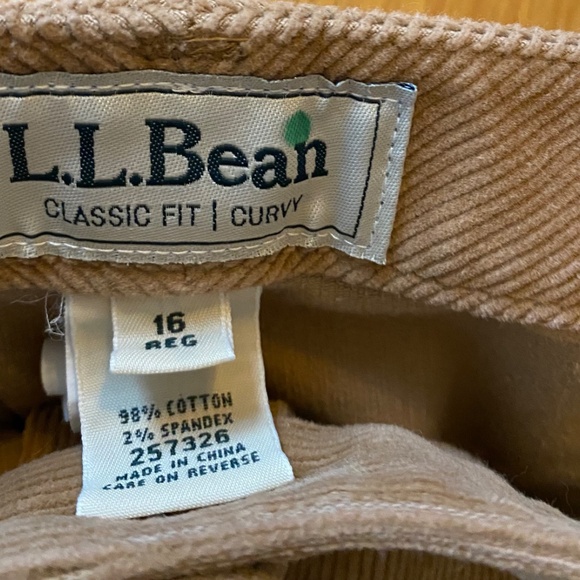 L.L.Bean
CLASSIC FIT | CURVY
16
REG
98% COTTON
2% SPANDEX
257326
MADE IN CHINA
CARE ON REVERSE